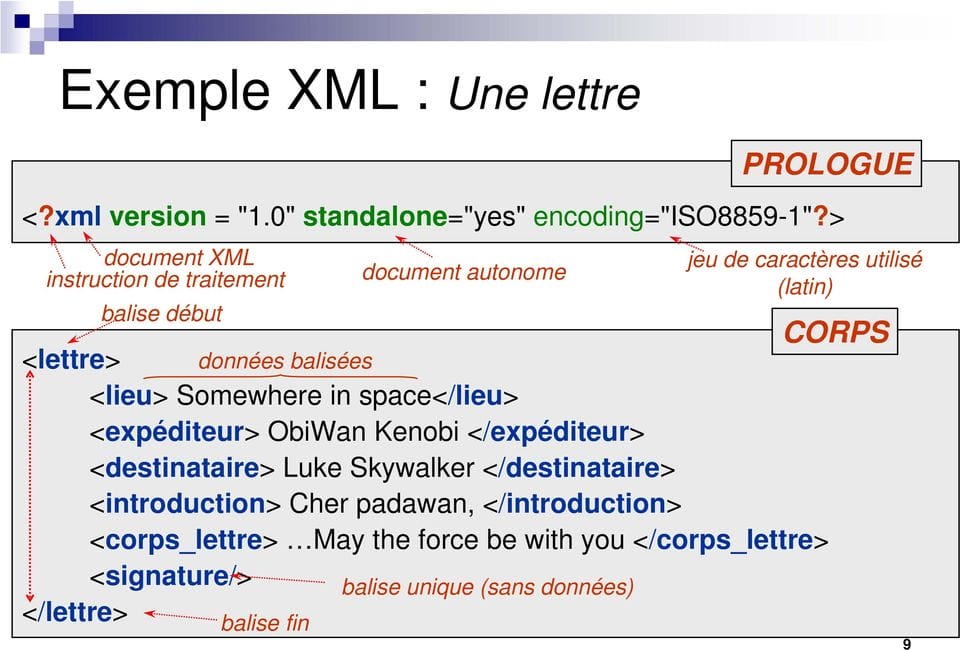 Exemple XML : Une lettre
PROLOGUE
<?xml version = "1.0" standalone="yes" encoding="ISO8859-1"?>
document XML
instruction de traitement
document autonome
jeu de caractères utilisé
(latin)
balise début
CORPS
<lettre>
données balisées
<lieu> Somewhere in space</lieu>
<expéditeur> ObiWan Kenobi </expéditeur>
<destinataire> Luke Skywalker </destinataire>
<introduction> Cher padawan, </introduction>
<corps_lettre> …May the force be with you </corps_lettre>
<signature/>
balise unique (sans données)
</lettre>
balise fin
9